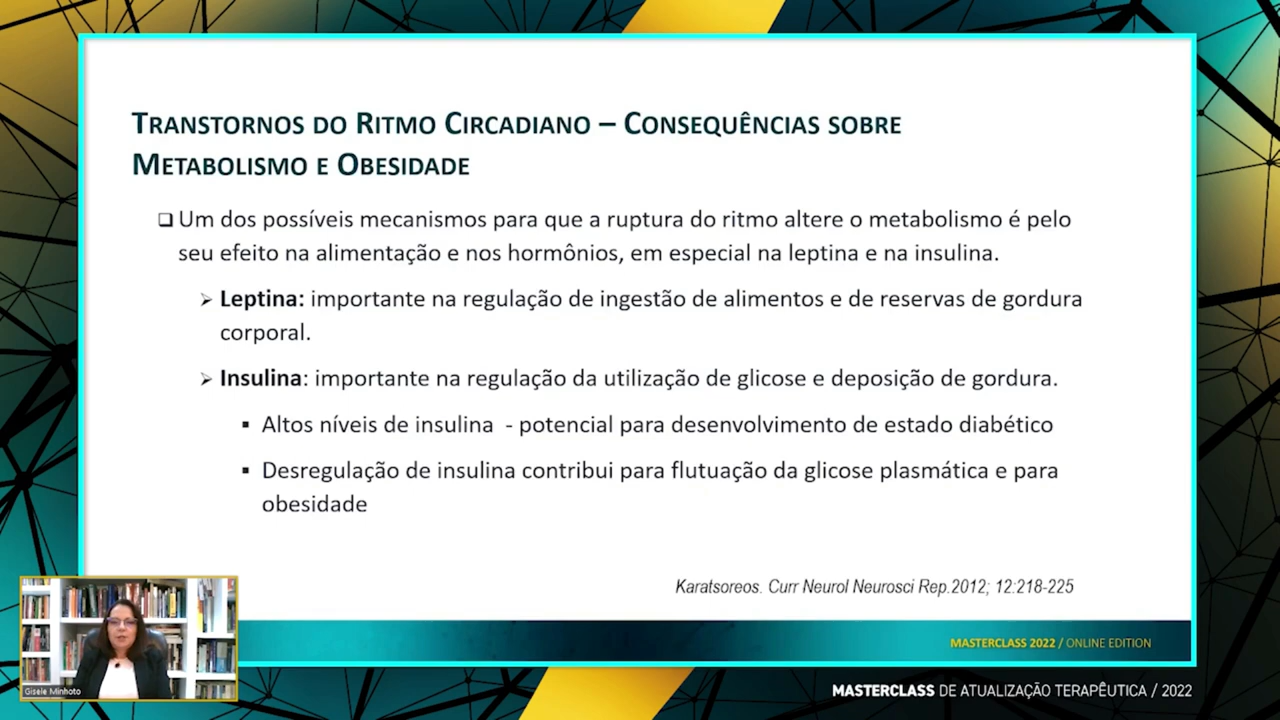 TRANSTORNOS DO RITMO CIRCADIANO – CONSEQUÊNCIAS SOBRE
METABOLISMO E OBESIDADE
Um dos possíveis mecanismos para que a ruptura do ritmo altere o metabolismo é pelo
seu efeito na alimentação e nos hormônios, em especial na leptina e na insulina.
Leptina: importante na regulação de ingestão de alimentos e de reservas de gordura
corporal.
Insulina: importante na regulação da utilização de glicose e deposição de gordura.
Altos níveis de insulina - potencial para desenvolvimento de estado diabético
Desregulação de insulina contribui para flutuação da glicose plasmática e para
obesidade
Karatsoreos. Curr Neurol Neurosci Rep.2012; 12:218-225
MASTERCLASS 2022 / ONLINE EDITION
Gisele Minhoto
MASTERCLASS DE ATUALIZAÇÃO TERAPÊUTICA / 2022